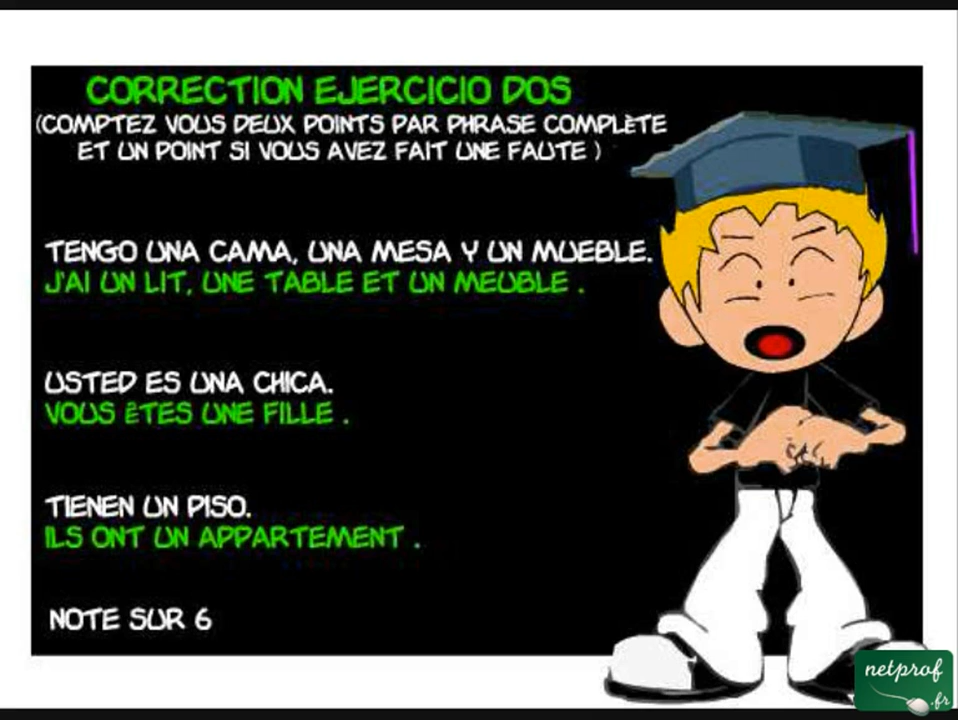 CORRECTION EJERCICIO DOS
(COMPTEZ VOUS DEUX POINTS PAR PHRASE COMPLÈTE
ET UN POINT SI VOUS AVEZ FAIT UNE FAUTE )
TENGO UNA CAMA, UNA MESA Y UN MUEBLE.
J'AI UN LIT, UNE TABLE ET UN MEUBLE .
USTED ES UNA CHICA.
VOUS ÊTES UNE FILLE .
TIENEN UN PISO.
ILS ONT UN APPARTEMENT .
NOTE SUR 6
netprof
.fr